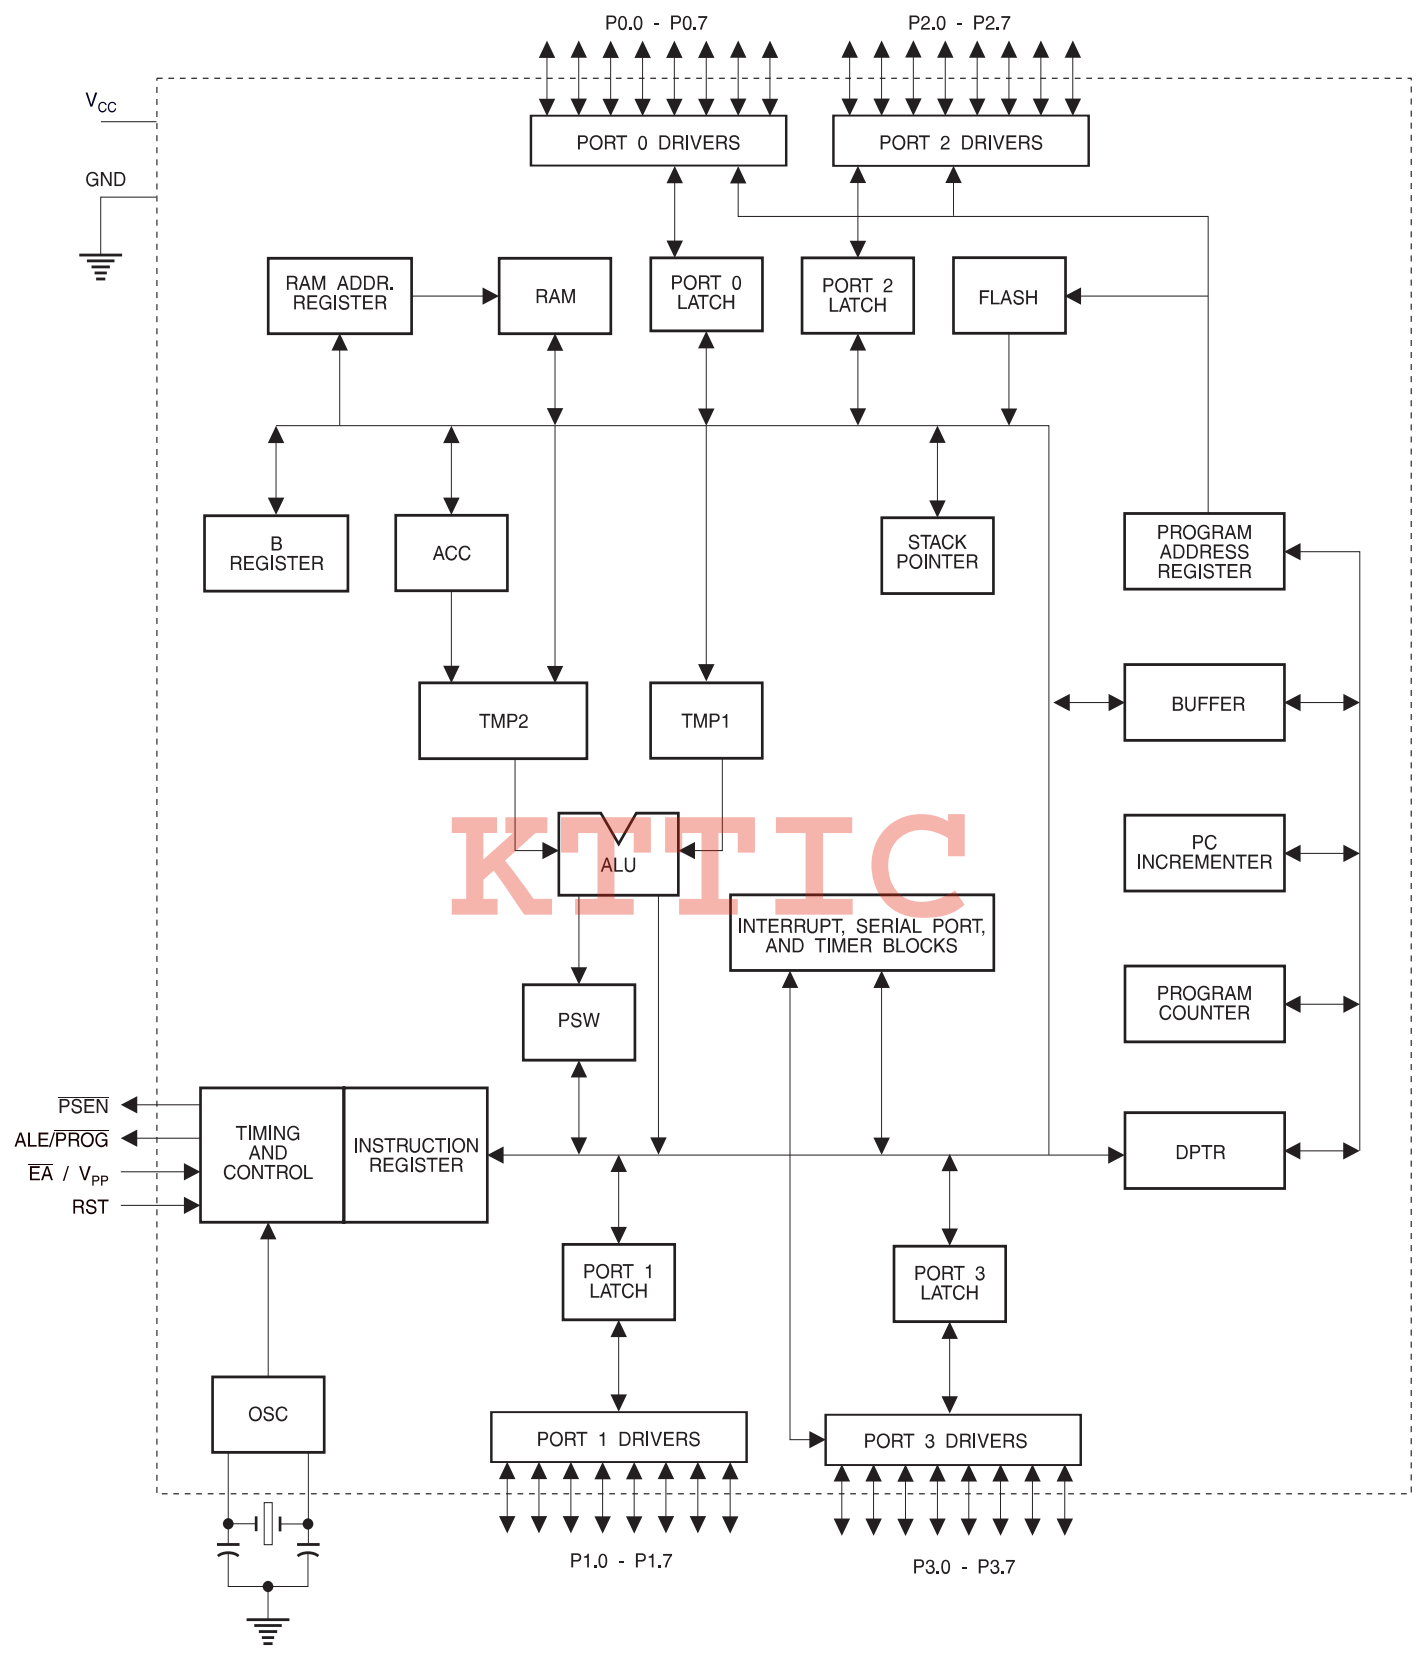 P0.0 - P0.7
P2.0 - P2.7
VCC
PORT 0 DRIVERS
PORT 2 DRIVERS
GND
RAM ADDR.
REGISTER
RAM
PORT 0
LATCH
PORT 2
LATCH
FLASH
B
REGISTER
ACC
STACK
POINTER
PROGRAM
ADDRESS
REGISTER
BUFFER
TMP2
TMP1
KTTIC
ALU
PC
INCREMENTER
INTERRUPT, SERIAL PORT,
AND TIMER BLOCKS
PSW
PROGRAM
COUNTER
PSEN
ALE/PROG
EA / VPP
RST
TIMING
AND
CONTROL
INSTRUCTION
REGISTER
DPTR
PORT 1
LATCH
PORT 3
LATCH
OSC
PORT 1 DRIVERS
PORT 3 DRIVERS
P1.0 - P1.7
P3.0 - P3.7